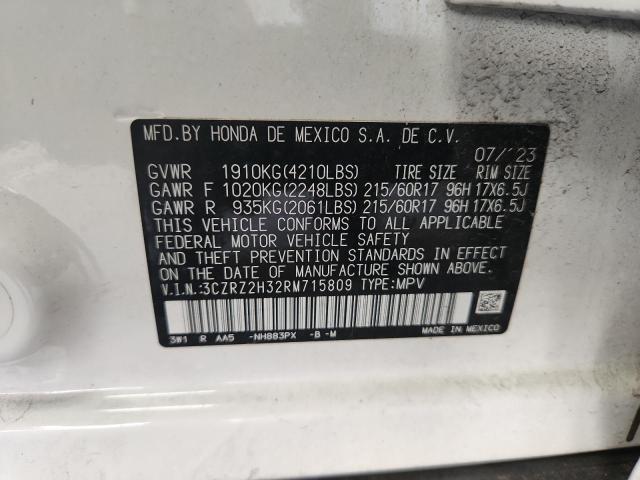 MFD.BY HONDA DE MEXICO S.A. DE C.V.
07/'23
GVWR 1910KG(4210LBS) TIRE SIZE RIM SIZE
GAWR F 1020KG(2248LBS) 215/60R17 96H 17X6.5J
GAWR R 935KG(2061LBS) 215/60R17 96H 17X6.5J
THIS VEHICLE CONFORMS TO ALL APPLICABLE
FEDERAL MOTOR VEHICLE SAFETY
AND THEFT PREVENTION STANDARDS IN EFFECT
ON THE DATE OF MANUFACTURE SHOWN ABOVE.
V.I.N.:3CZRZ2H32RM715809 TYPE:MPV
3W1 R AA5 -NH883PX -B -M MADE IN MEXICO